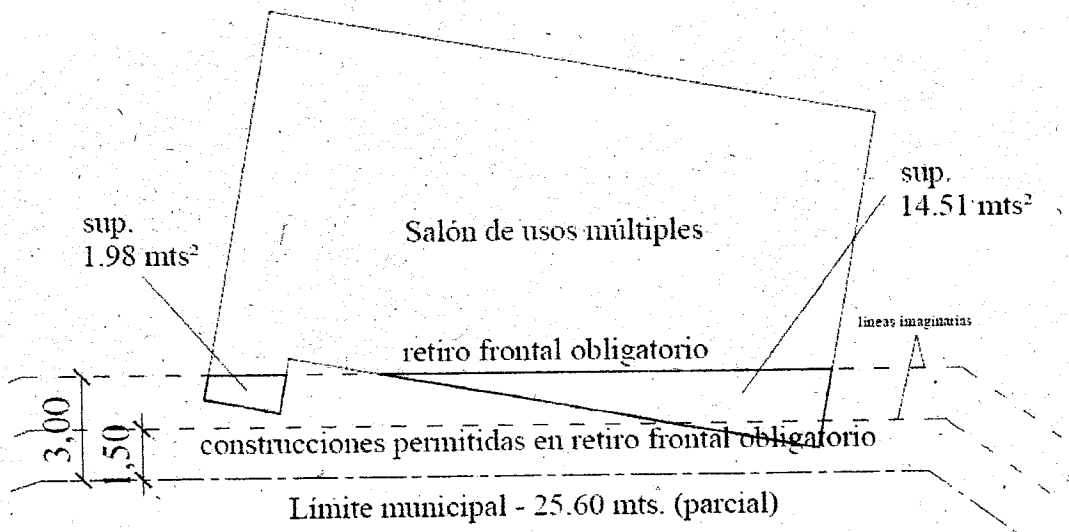 sup.
14.51 mts²
sup.
1.98 mts²
Salón de usos múltiples
líneas imaginarias
retiro frontal obligatorio
3,00
1,50
construcciones permitidas en retiro frontal obligatorio
Límite municipal - 25.60 mts. (parcial)